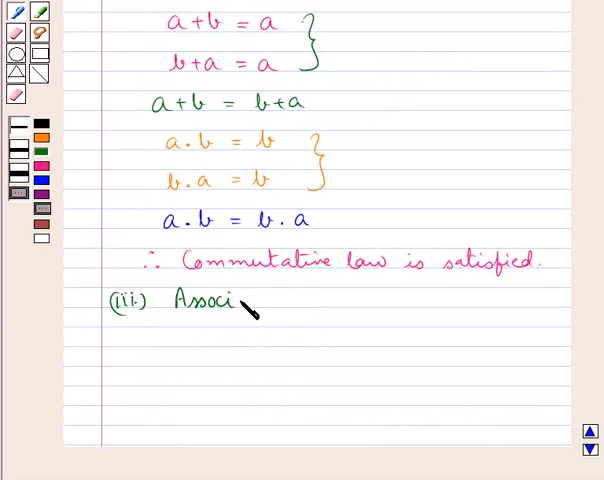 a+b = a
b+a = a
a+b = b+a
a.b = b
b.a = b
a.b = b.a
∴ Commutative law is satisfied.
(iii) Associ